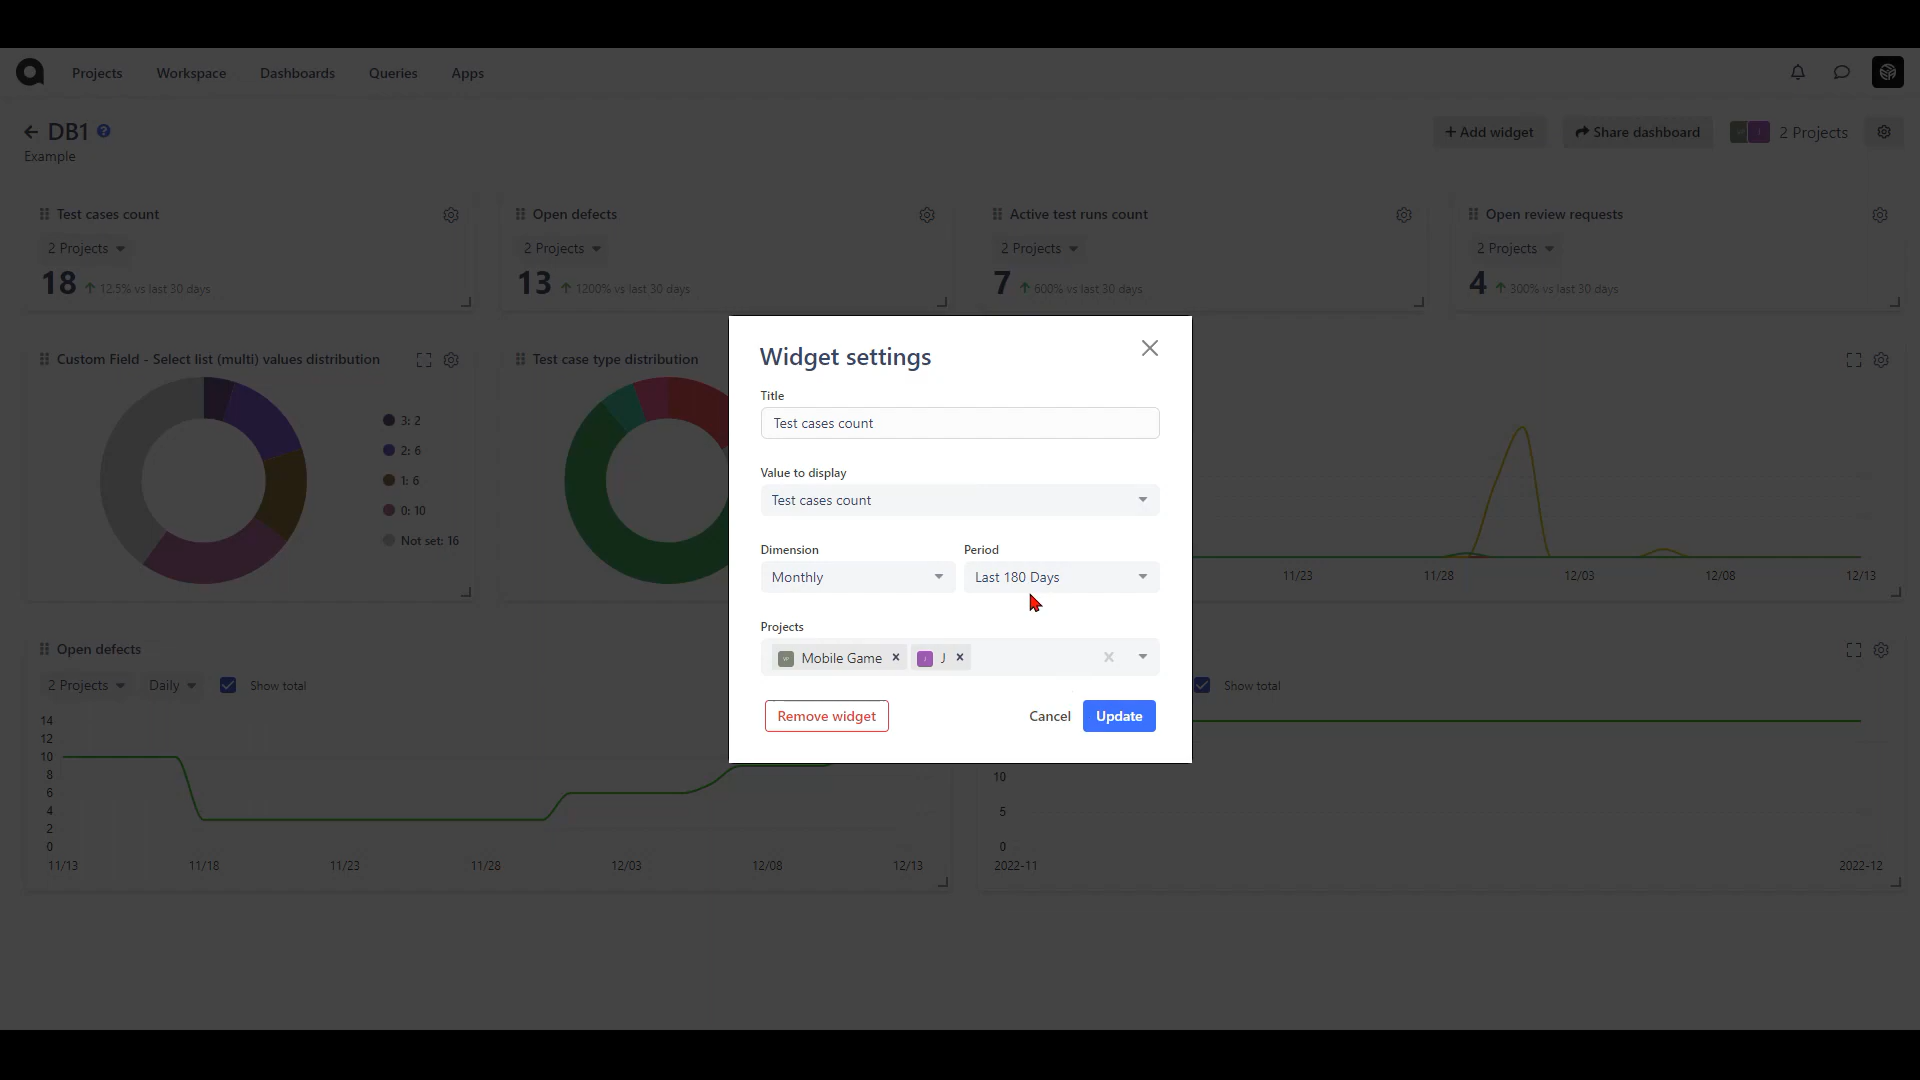 Projects Workspace Dashboards Queries Apps
DB1
Example
+ Add widget Share dashboard 2 Projects
Test cases count
2 Projects
18 12.5% vs last 30 days
Open defects
2 Projects
13 1200% vs last 30 days
Active test runs count
2 Projects
7 600% vs last 30 days
Open review requests
2 Projects
4 300% vs last 30 days
Custom Field - Select list (multi) values distribution
3: 2
2: 6
1: 6
0: 10
Not set: 16
Test case type distribution
11/23 11/28 12/03 12/08 12/13
Widget settings
Title
Test cases count
Value to display
Test cases count
Dimension Period
Monthly Last 180 Days
Projects
Mobile Game × J ×
Remove widget Cancel Update
Open defects
2 Projects Daily Show total
14
12
10
8
6
4
2
0
11/13 11/18 11/23 11/28 12/03 12/08 12/13
Show total
10
5
0
2022-11 2022-12